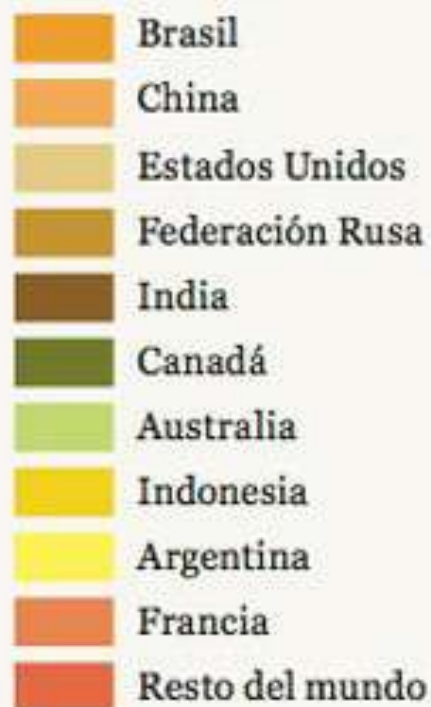 Brasil
China
Estados Unidos
Federación Rusa
India
Canadá
Australia
Indonesia
Argentina
Francia
Resto del mundo